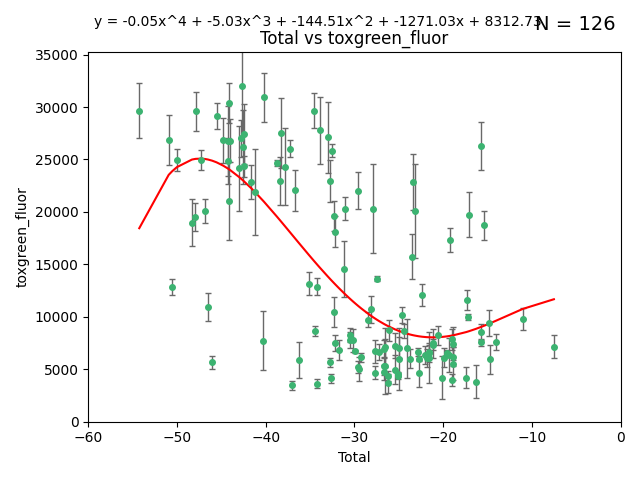 y = -0.05x^4 + -5.03x^3 + -144.51x^2 + -1271.03x + 8312.73
N = 126
Total vs toxgreen_fluor
35000
30000
25000
20000
15000
10000
5000
0
toxgreen_fluor
−60 −50 −40 −30 −20 −10 0
Total